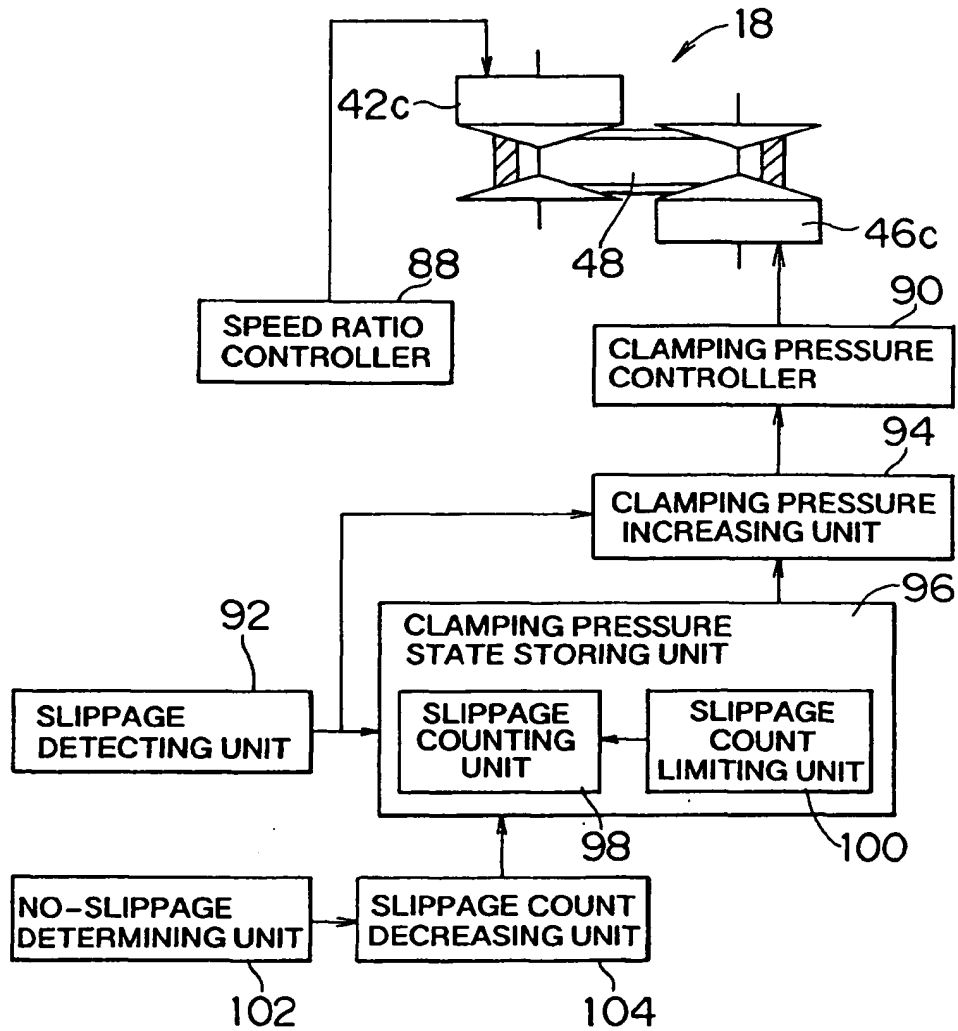 18
42c
46c
48
88
SPEED RATIO
CONTROLLER
90
CLAMPING PRESSURE
CONTROLLER
94
CLAMPING PRESSURE
INCREASING UNIT
96
CLAMPING PRESSURE
STATE STORING UNIT
92
SLIPPAGE
DETECTING UNIT
SLIPPAGE
COUNTING
UNIT
SLIPPAGE
COUNT
LIMITING UNIT
98
100
NO-SLIPPAGE
DETERMINING UNIT
SLIPPAGE COUNT
DECREASING UNIT
102
104